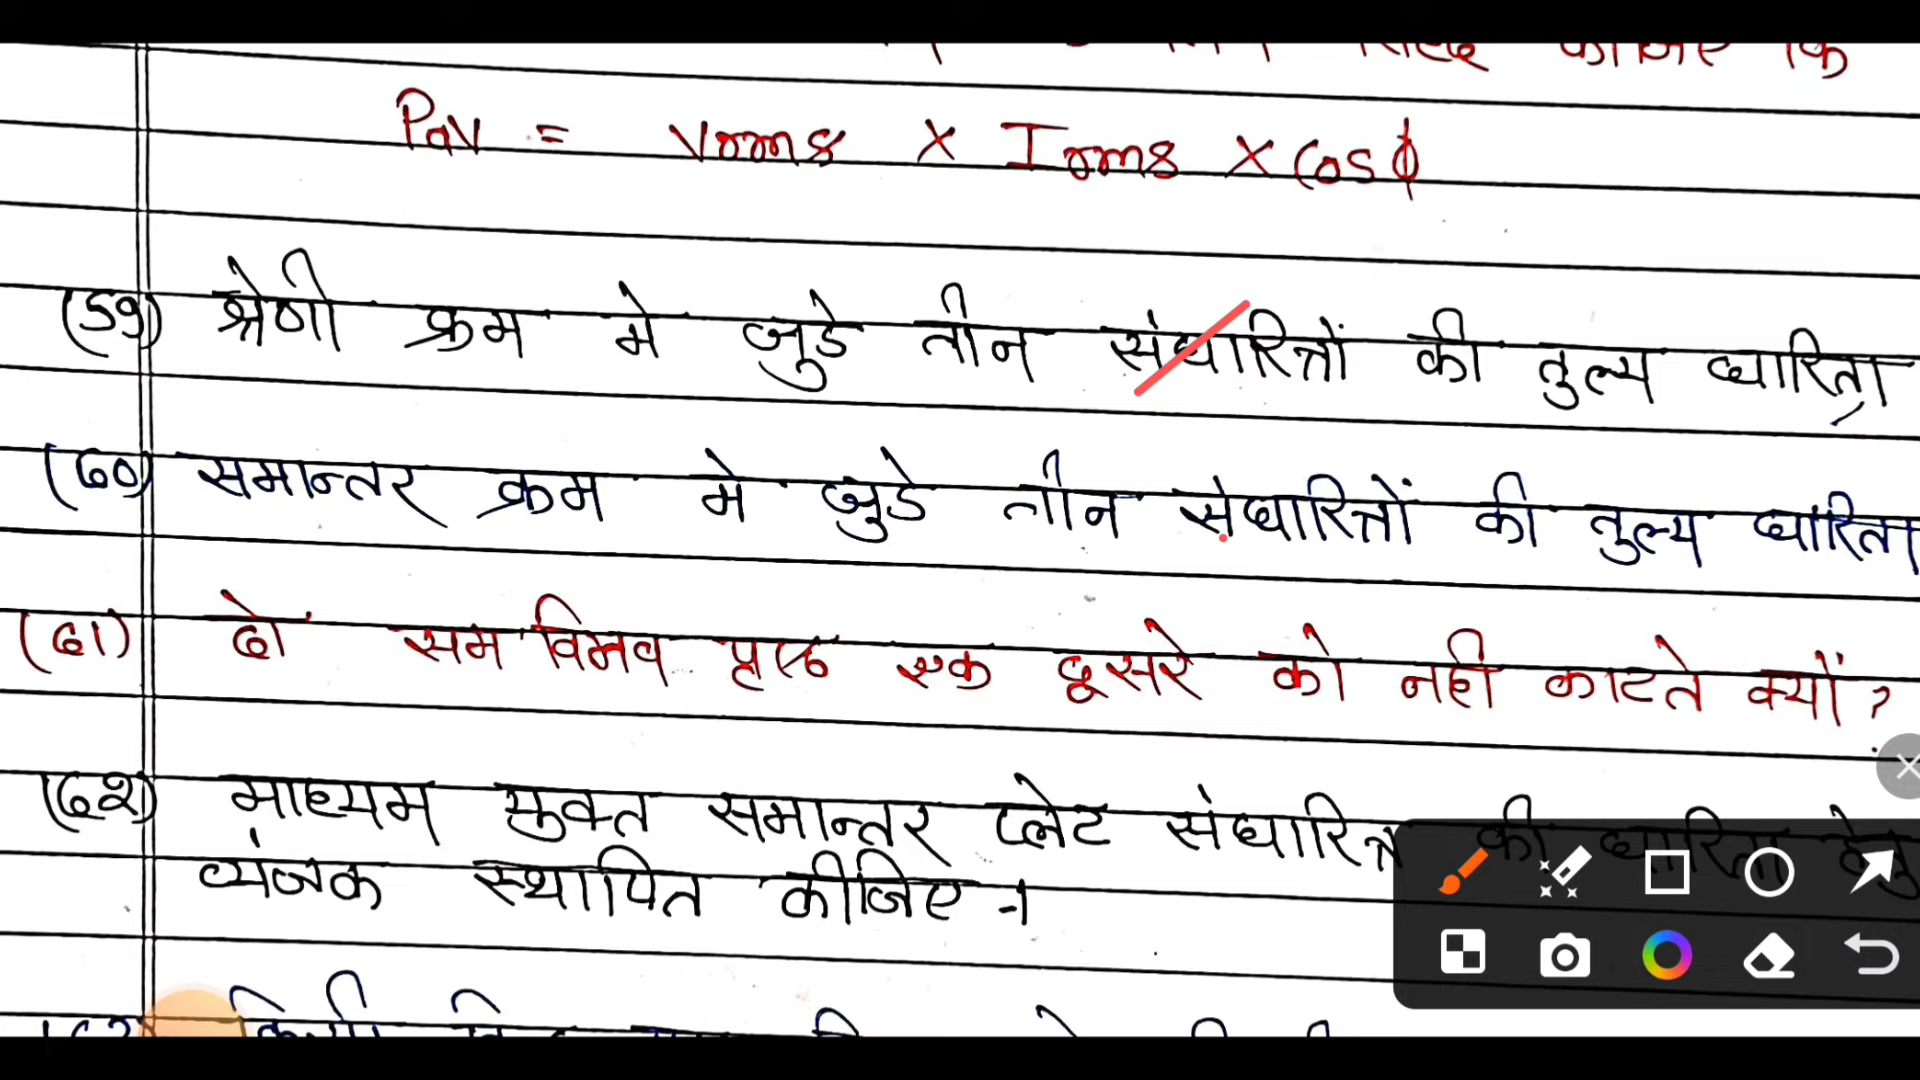 कीजिए कि
Pav = Vrms × Irms × Cosϕ
(59) श्रेणी क्रम मे जुडे तीन संधारित्रों की तुल्य धारिता
(60) समान्तर क्रम मे जुडे तीन संधारित्रों की तुल्य धारिता
(61) दो सम विभव पृष्ठ एक दूसरे को नही काटते क्यों ?
(62) माध्यम मुक्त समान्तर प्लेट संधारित्र की धारिता हेतु
व्यंजक स्थापित कीजिए -।